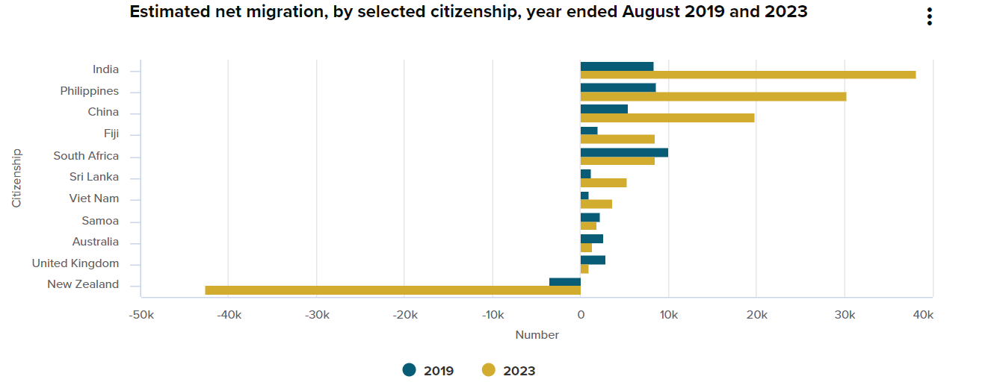 Estimated net migration, by selected citizenship, year ended August 2019 and 2023
Citizenship
India
Philippines
China
Fiji
South Africa
Sri Lanka
Viet Nam
Samoa
Australia
United Kingdom
New Zealand
-50k -40k -30k -20k -10k 0 10k 20k 30k 40k
Number
2019 2023